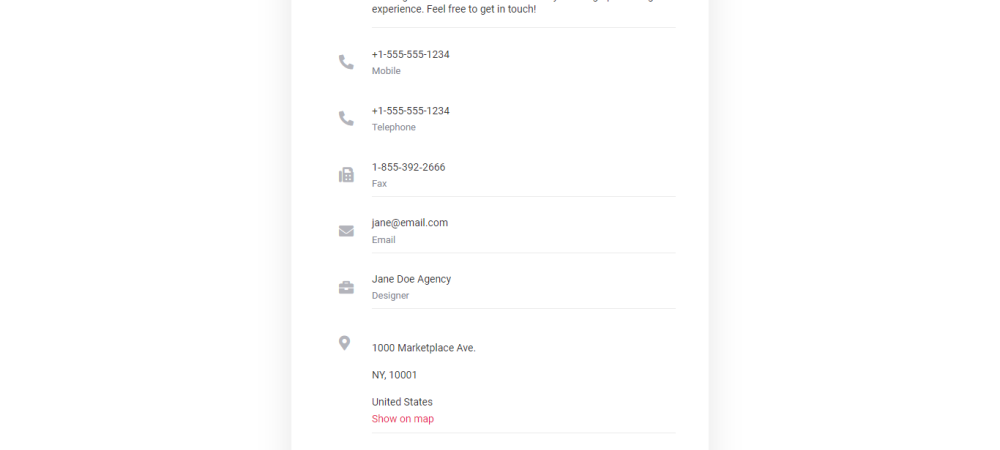 experience. Feel free to get in touch!
+1-555-555-1234
Mobile
+1-555-555-1234
Telephone
1-855-392-2666
Fax
jane@email.com
Email
Jane Doe Agency
Designer
1000 Marketplace Ave.
NY, 10001
United States
Show on map